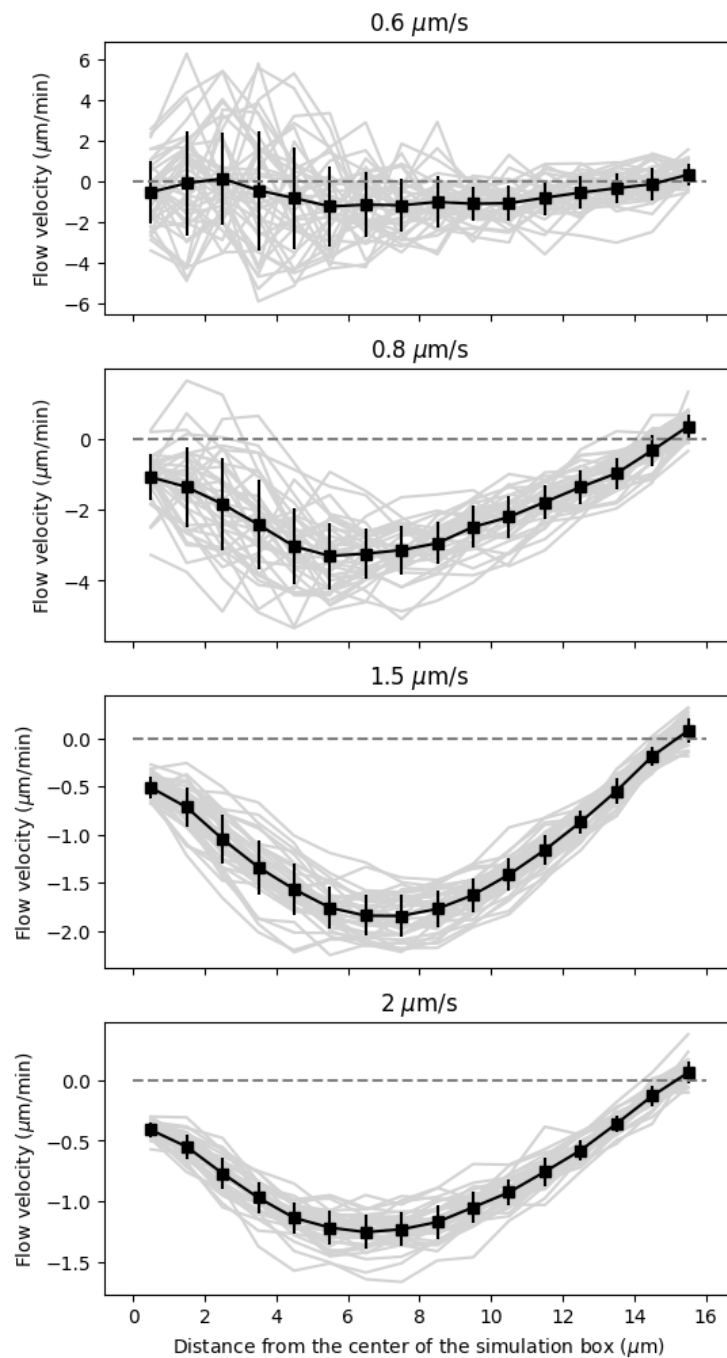 0.6 μm/s
6
4
2
0
−2
−4
−6
Flow velocity (μm/min)
0.8 μm/s
0
−2
−4
Flow velocity (μm/min)
1.5 μm/s
0.0
−0.5
−1.0
−1.5
−2.0
Flow velocity (μm/min)
2 μm/s
0.0
−0.5
−1.0
−1.5
Flow velocity (μm/min)
0 2 4 6 8 10 12 14 16
Distance from the center of the simulation box (μm)